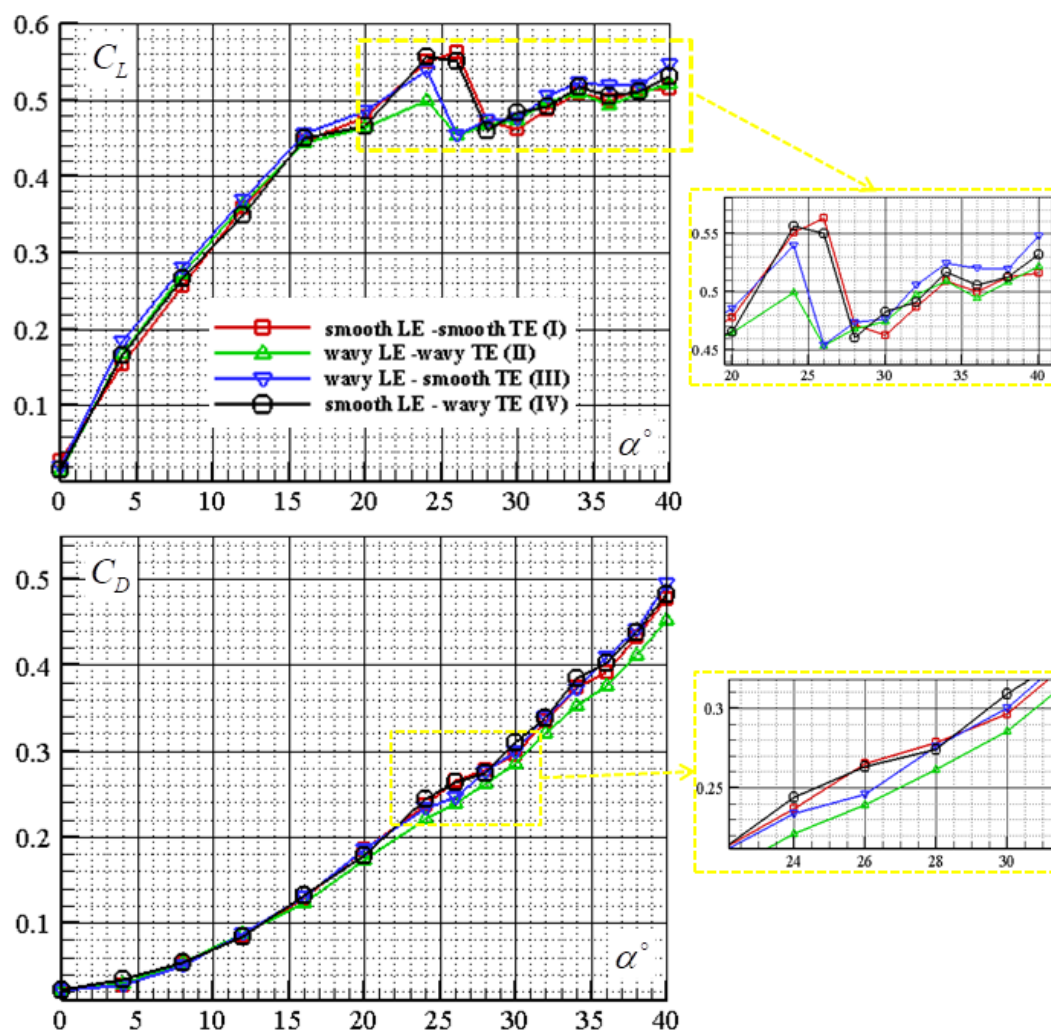 0.6
C_L
0.5
0.4
0.3
0.2
0.1
smooth LE -smooth TE (I)
wavy LE -wavy TE (II)
wavy LE - smooth TE (III)
smooth LE - wavy TE (IV)
α°
0 5 10 15 20 25 30 35 40
0.55
0.5
0.45
20 25 30 35 40
C_D
0.5
0.4
0.3
0.2
0.1
α°
0 5 10 15 20 25 30 35 40
0.3
0.25
24 26 28 30